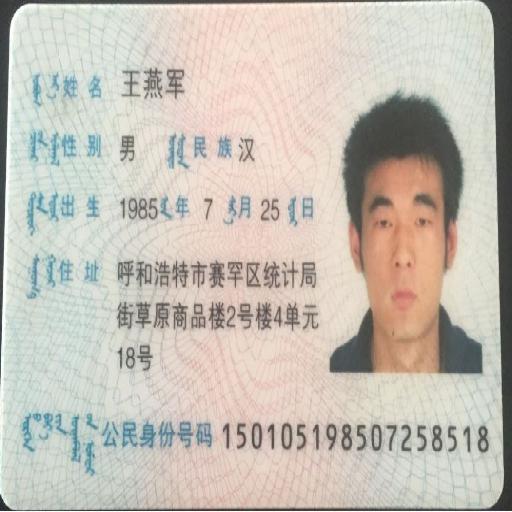 姓名 王燕军
性别 男 民族 汉
出生 1985 年 7 月 25 日
住址 呼和浩特市赛罕区统计局
街草原商品楼2号楼4单元
18号
公民身份号码 150105198507258518